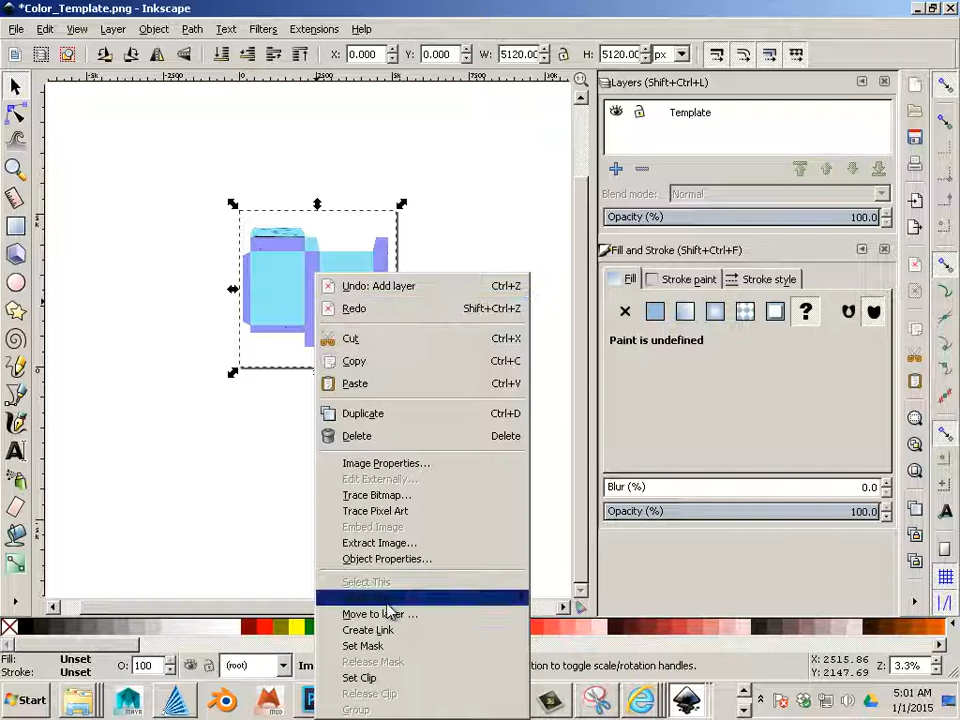 *Color_Template.png - Inkscape
File Edit View Layer Object Path Text Filters Extensions Help
X: 0.000 Y: 0.000 W: 5120.0 H: 5120.0 px
Layers (Shift+Ctrl+L)
Template
Blend mode: Normal
Opacity (%) 100.0
Fill and Stroke (Shift+Ctrl+F)
Fill Stroke paint Stroke style
Paint is undefined
Blur (%) 0.0
Opacity (%) 100.0
Undo: Add layer Ctrl+Z
Redo Shift+Ctrl+Z
Cut Ctrl+X
Copy Ctrl+C
Paste Ctrl+V
Duplicate Ctrl+D
Delete Delete
Image Properties...
Edit Externally...
Trace Bitmap...
Trace Pixel Art
Embed Image
Extract Image...
Object Properties...
Select This
Move to layer ...
Create Link
Set Mask
Release Mask
Set Clip
Release Clip
Group
Fill: Unset
Stroke: Unset
O: 100
(root)
Im
tion to toggle scale/rotation handles.
X: 2515.86
Y: 2147.69
Z: 3.3%
Start
5:01 AM
1/1/2015